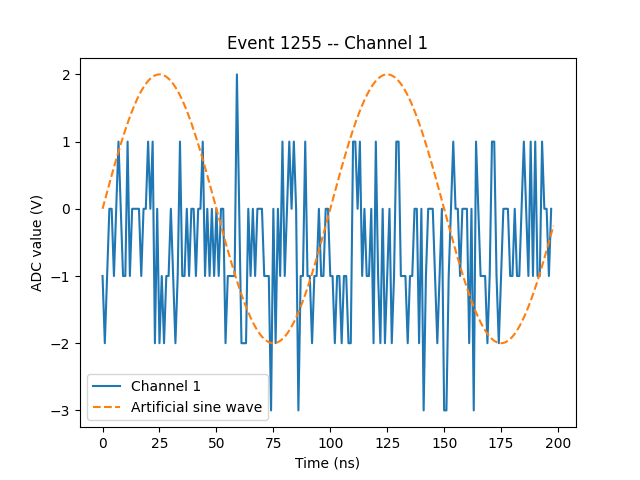 Event 1255 -- Channel 1
ADC value (V)
2
1
0
−1
−2
−3
Channel 1
Artificial sine wave
0 25 50 75 100 125 150 175 200
Time (ns)